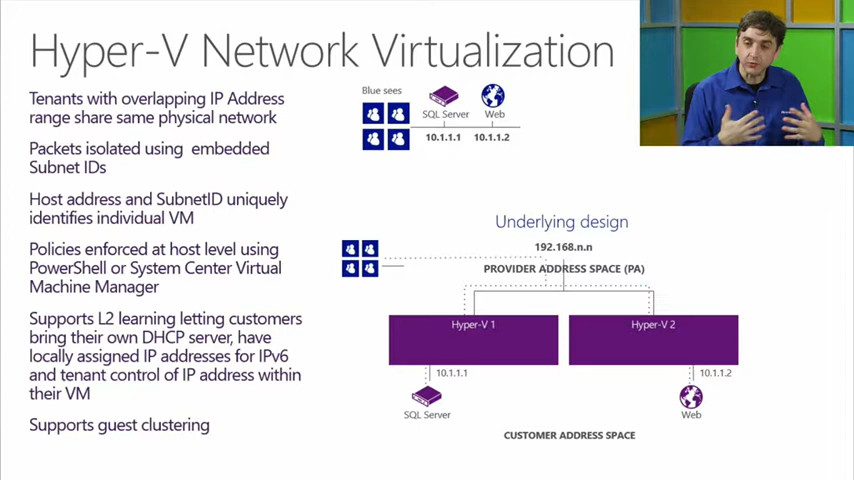 Hyper-V Network Virtualization
Tenants with overlapping IP Address
range share same physical network
Packets isolated using embedded
Subnet IDs
Host address and SubnetID uniquely
identifies individual VM
Policies enforced at host level using
PowerShell or System Center Virtual
Machine Manager
Supports L2 learning letting customers
bring their own DHCP server, have
locally assigned IP addresses for IPv6
and tenant control of IP address within
their VM
Supports guest clustering
Blue sees
SQL Server
Web
10.1.1.1
10.1.1.2
Underlying design
192.168.n.n
PROVIDER ADDRESS SPACE (PA)
Hyper-V 1
Hyper-V 2
10.1.1.1
10.1.1.2
SQL Server
Web
CUSTOMER ADDRESS SPACE